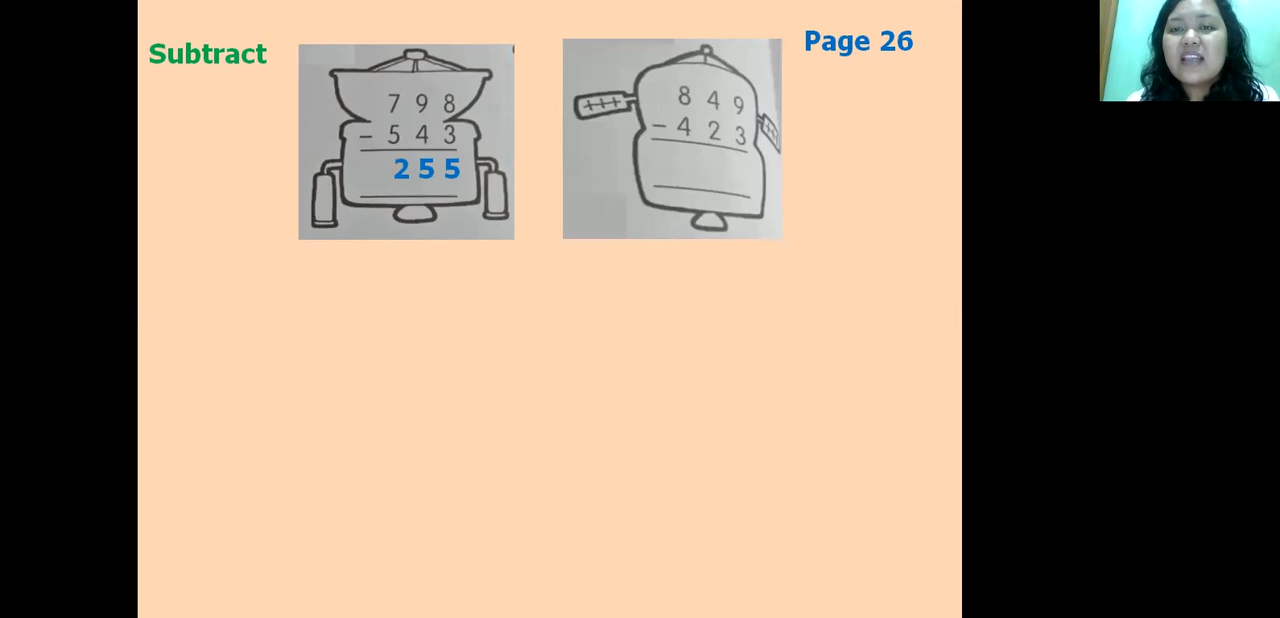 Subtract
Page 26
7 9 8
- 5 4 3
2 5 5
8 4 9
- 4 2 3